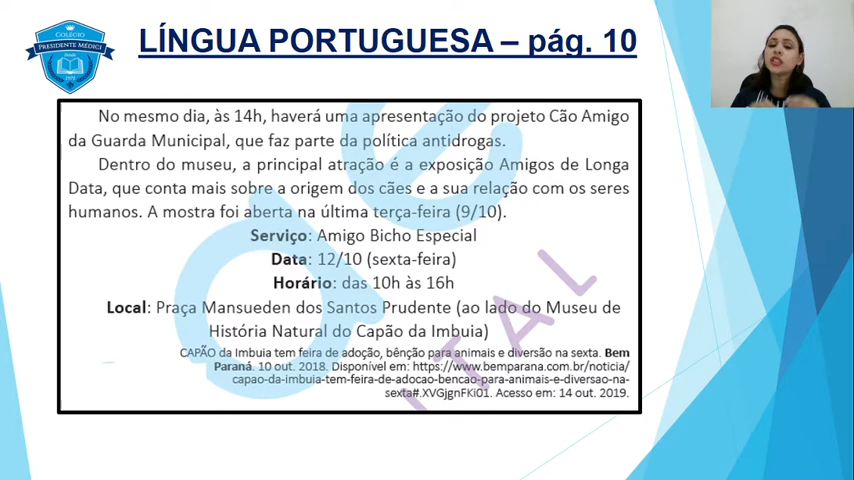 COLÉGIO
PRESIDENTE MÉDICI
LÍNGUA PORTUGUESA – pág. 10
No mesmo dia, às 14h, haverá uma apresentação do projeto Cão Amigo
da Guarda Municipal, que faz parte da política antidrogas.
Dentro do museu, a principal atração é a exposição Amigos de Longa
Data, que conta mais sobre a origem dos cães e a sua relação com os seres
humanos. A mostra foi aberta na última terça-feira (9/10).
Serviço: Amigo Bicho Especial
Data: 12/10 (sexta-feira)
Horário: das 10h às 16h
Local: Praça Mansueden dos Santos Prudente (ao lado do Museu de
História Natural do Capão da Imbuia)
CAPÃO da Imbuia tem feira de adoção, bênção para animais e diversão na sexta. Bem
Paraná. 10 out. 2018. Disponível em: https://www.bemparana.com.br/noticia/
capao-da-imbuia-tem-feira-de-adocao-bencao-para-animais-e-diversao-na-
sexta#.XVGjgnFKi01. Acesso em: 14 out. 2019.